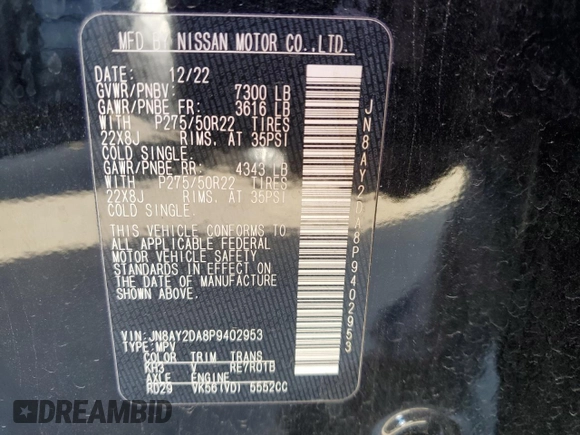 MFD BY NISSAN MOTOR CO.,LTD.
DATE: 12/22
GVWR/PNBV: 7300 LB
GAWR/PNBE FR: 3616 LB
WITH P275/50R22 TIRES
22X8J RIMS. AT 35PSI
COLD SINGLE.
GAWR/PNBE RR: 4343 LB
WITH P275/50R22 TIRES
22X8J RIMS. AT 35PSI
COLD SINGLE.
THIS VEHICLE CONFORMS TO
ALL APPLICABLE FEDERAL
MOTOR VEHICLE SAFETY
STANDARDS IN EFFECT ON
THE DATE OF MANUFACTURE
SHOWN ABOVE.
VIN: JN8AY2DA8P9402953
TYPE: MPV
COLOR TRIM TRANS
KH3 V RE7R01B
AXLE ENGINE
RD29 VK56(VD) 5552CC
JN8AY2DA8P9402953
DREAMBID